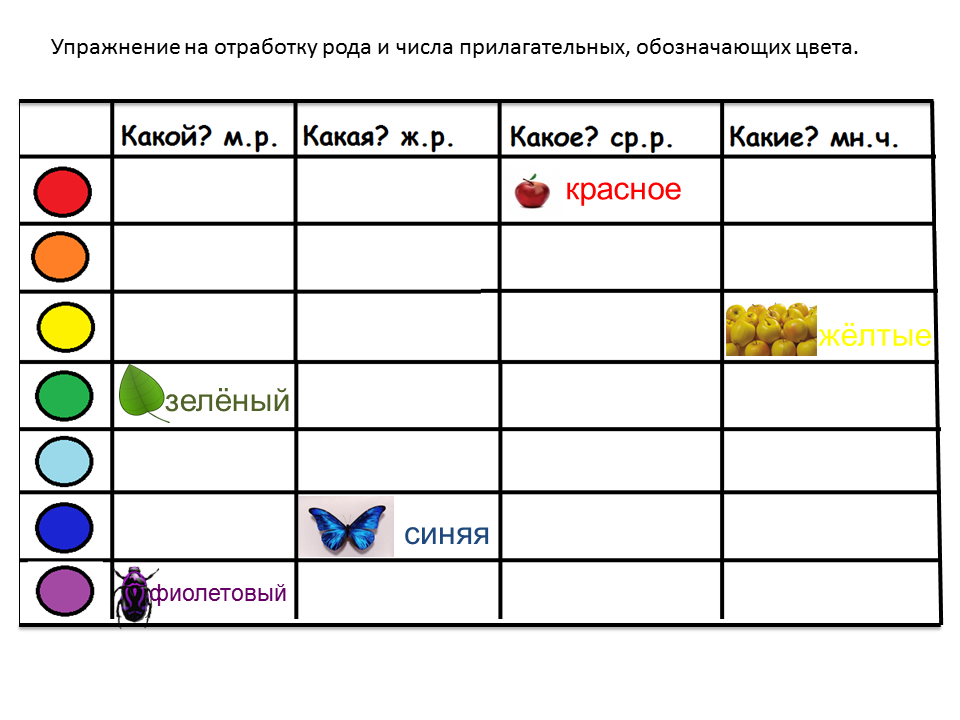 Упражнение на отработку рода и числа прилагательных, обозначающих цвета.
Какой? м.р. Какая? ж.р. Какое? ср.р. Какие? мн.ч.
красное
жёлтые
зелёный
синяя
фиолетовый